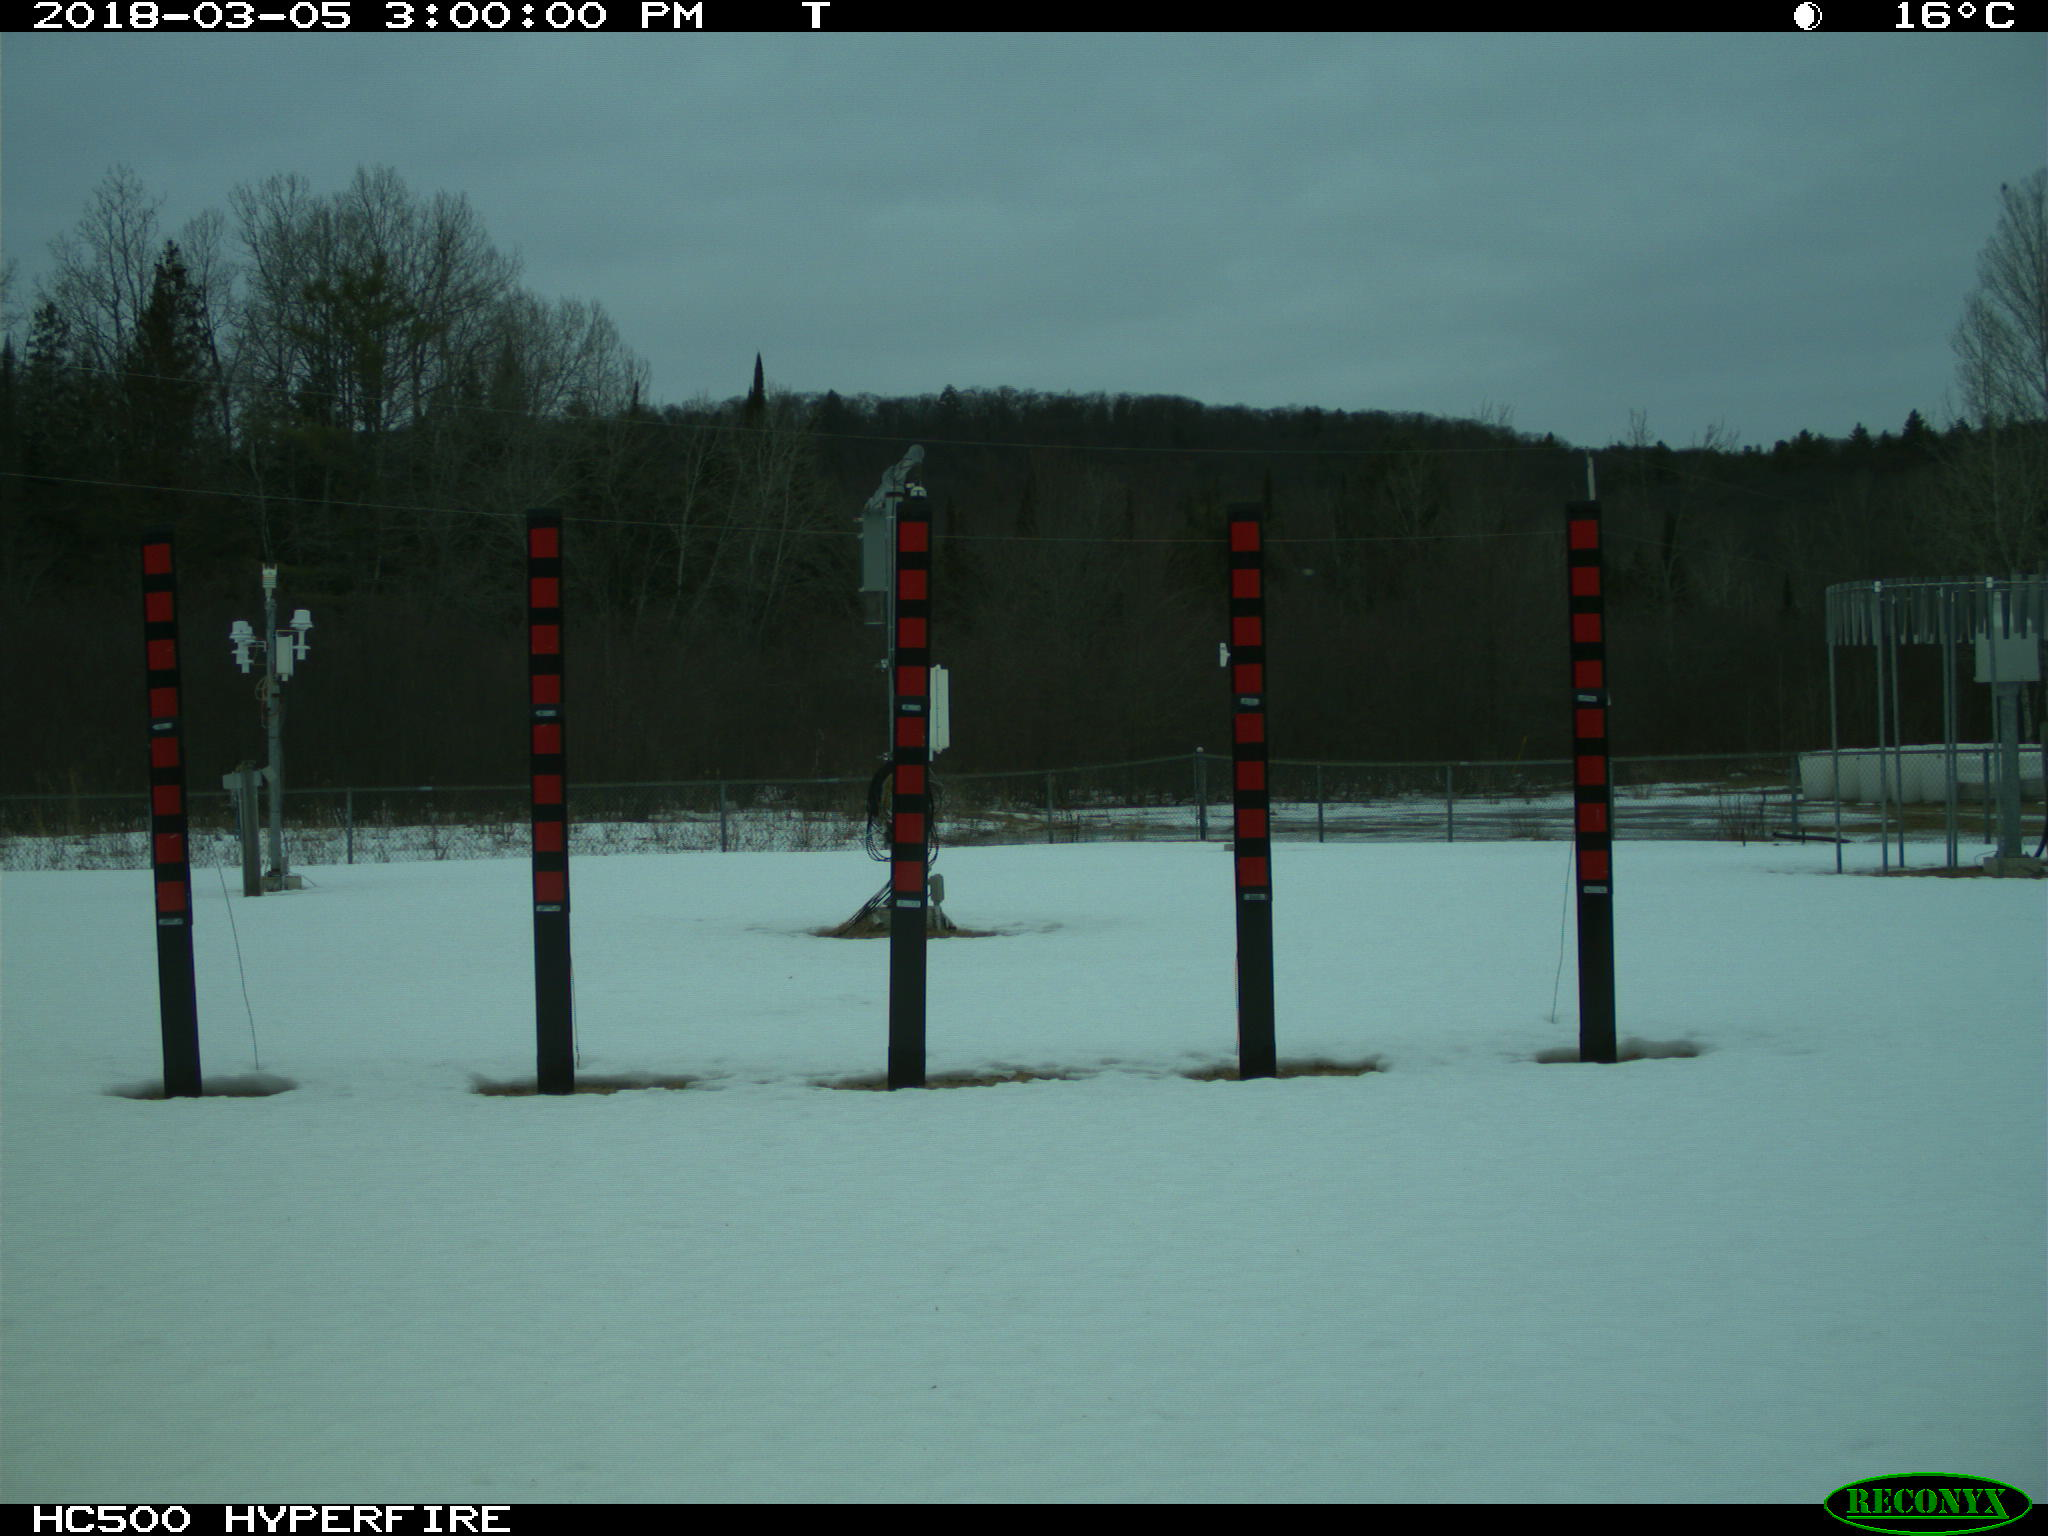 2018-03-05 3:00:00 PM T 16°C
HC500 HYPERFIRE
RECONYX